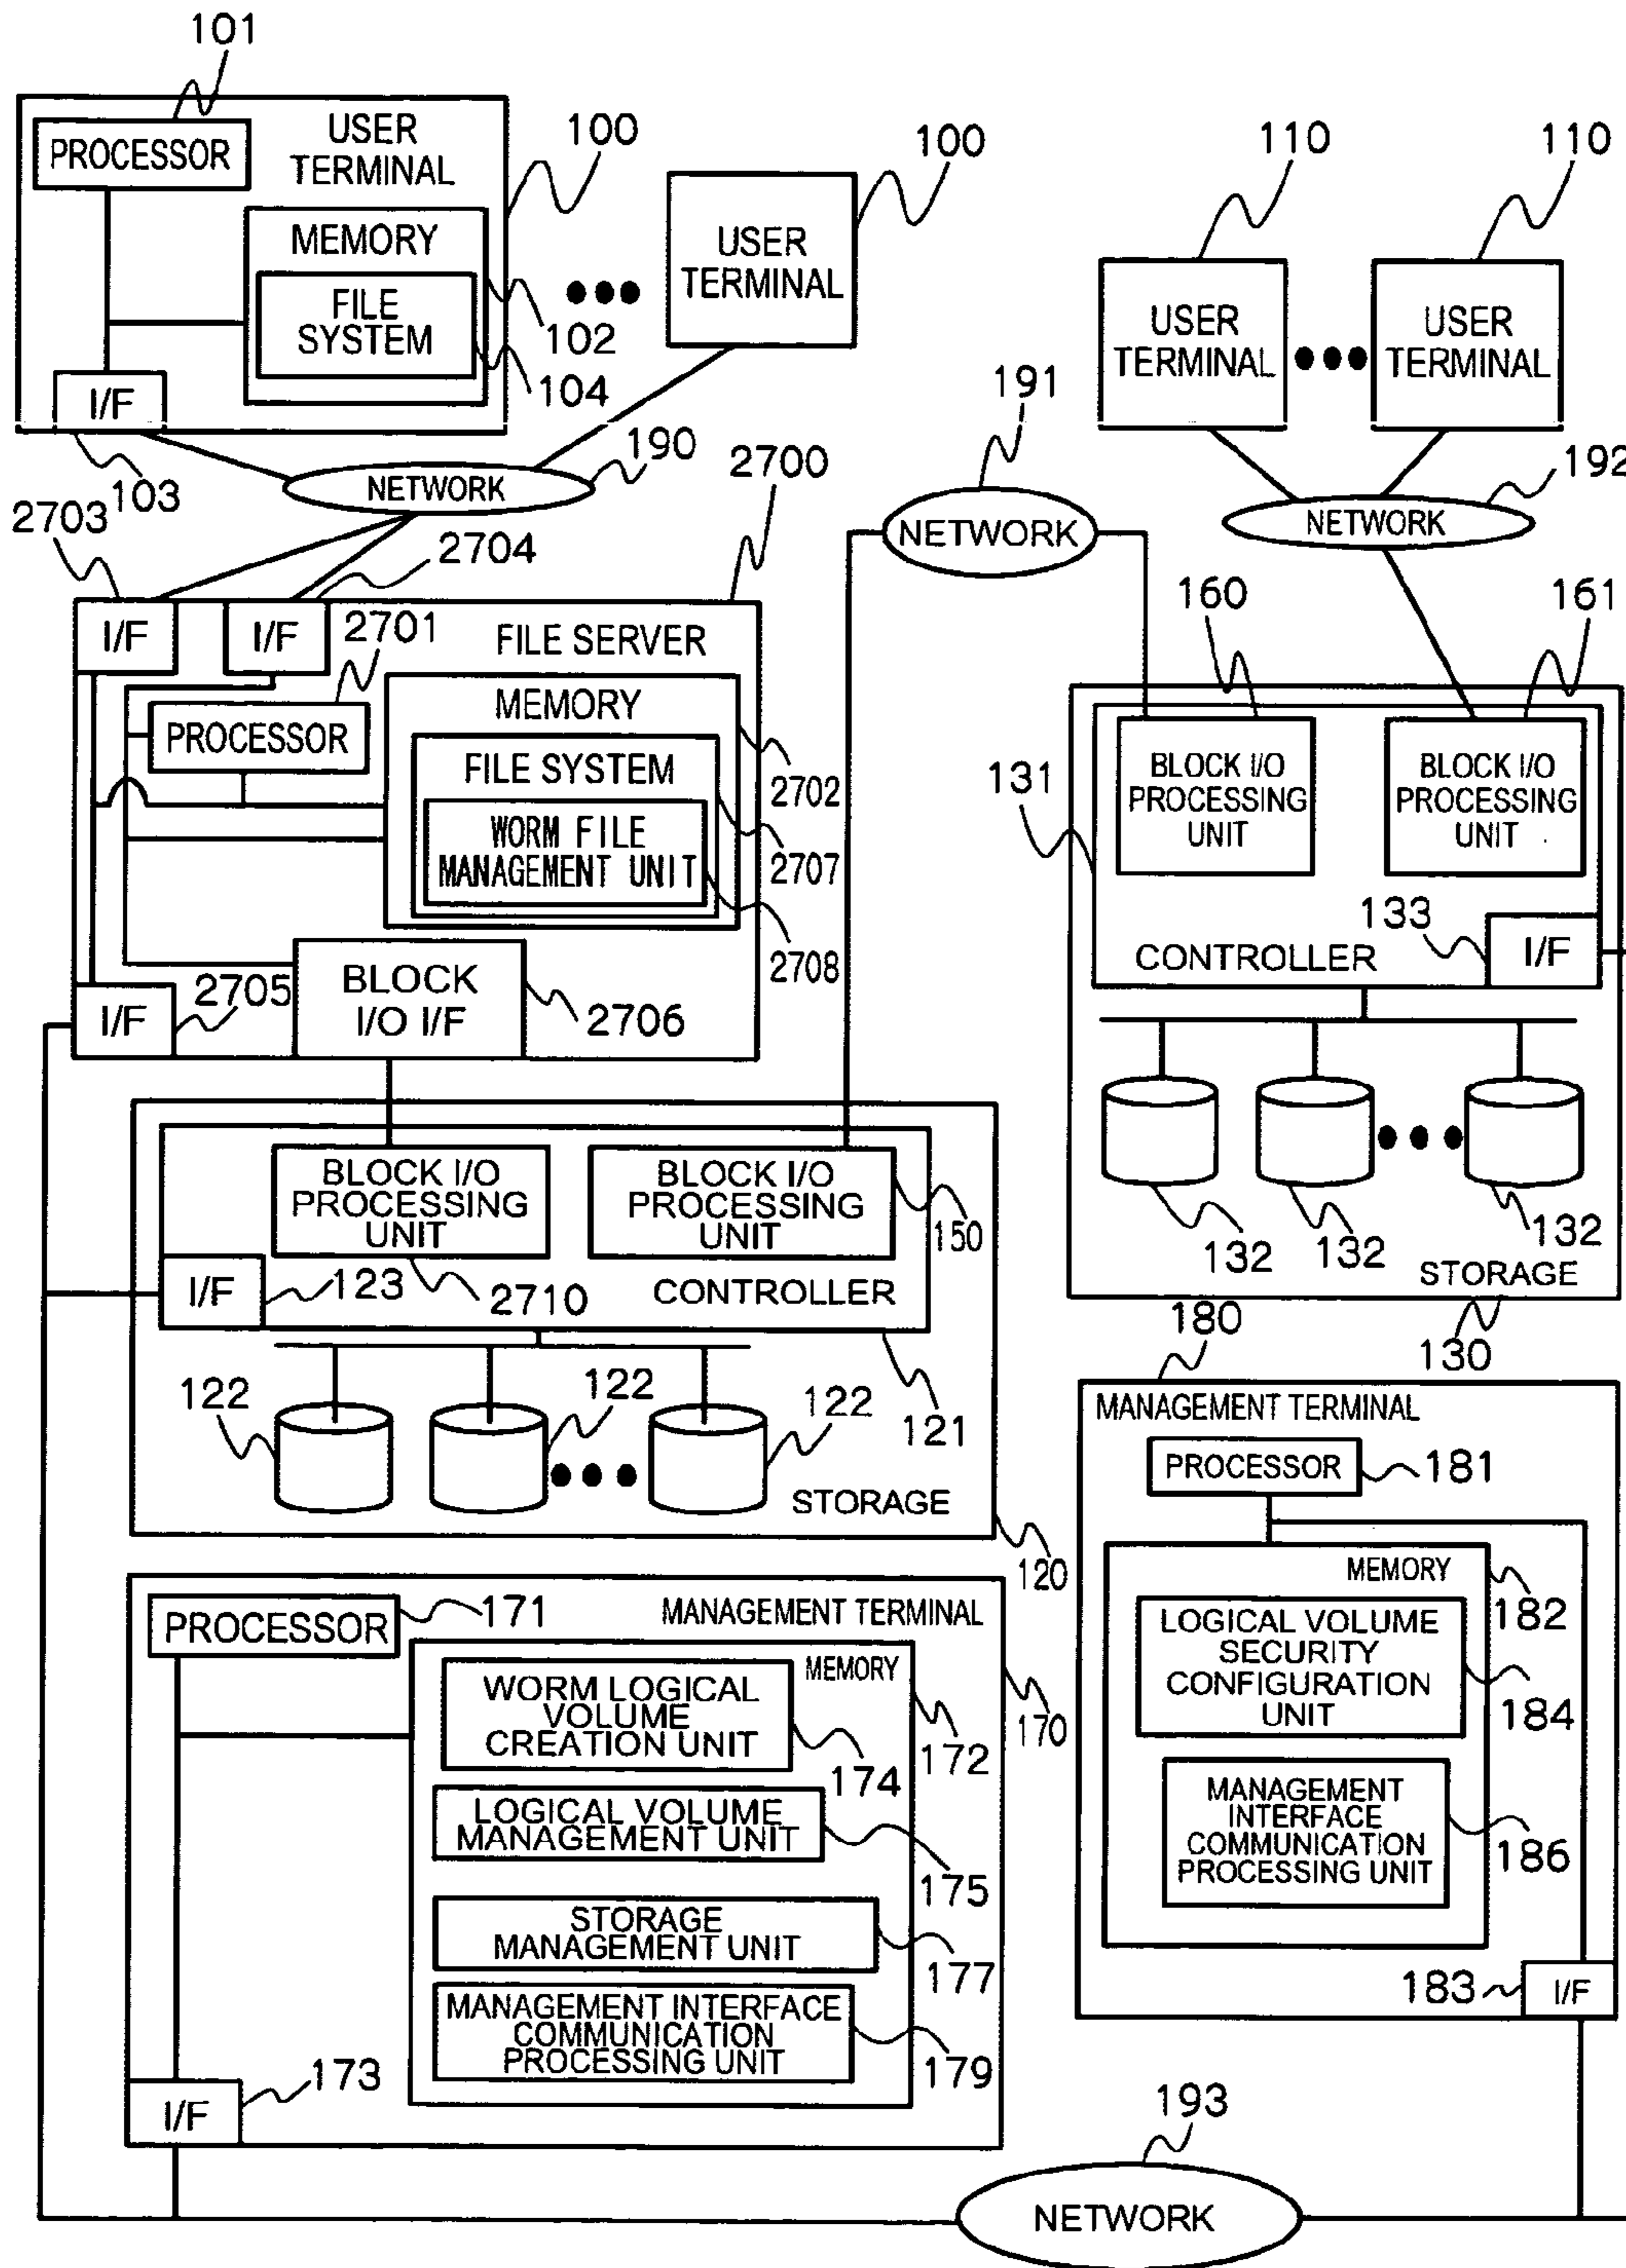 101
PROCESSOR
USER
TERMINAL
100
MEMORY
FILE
SYSTEM
102
104
I/F
103
USER
TERMINAL
100
110
USER
TERMINAL
110
USER
TERMINAL
190
NETWORK
191
NETWORK
192
NETWORK
2700
2703
2704
I/F
I/F
2701
FILE SERVER
PROCESSOR
MEMORY
FILE SYSTEM
WORM FILE
MANAGEMENT UNIT
2702
2707
2708
I/F
2705
BLOCK
I/O I/F
2706
160
161
131
BLOCK I/O
PROCESSING
UNIT
BLOCK I/O
PROCESSING
UNIT
133
CONTROLLER
I/F
132
132
132
STORAGE
130
BLOCK I/O
PROCESSING
UNIT
BLOCK I/O
PROCESSING
UNIT
150
I/F
123
2710
CONTROLLER
121
122
122
122
STORAGE
120
180
MANAGEMENT TERMINAL
PROCESSOR
181
MEMORY
182
LOGICAL VOLUME
SECURITY
CONFIGURATION
UNIT
184
MANAGEMENT
INTERFACE
COMMUNICATION
PROCESSING UNIT
186
183
I/F
PROCESSOR
171
MANAGEMENT TERMINAL
170
MEMORY
172
WORM LOGICAL
VOLUME
CREATION UNIT
174
LOGICAL VOLUME
MANAGEMENT UNIT
175
STORAGE
MANAGEMENT UNIT
177
MANAGEMENT INTERFACE
COMMUNICATION
PROCESSING UNIT
179
I/F
173
193
NETWORK